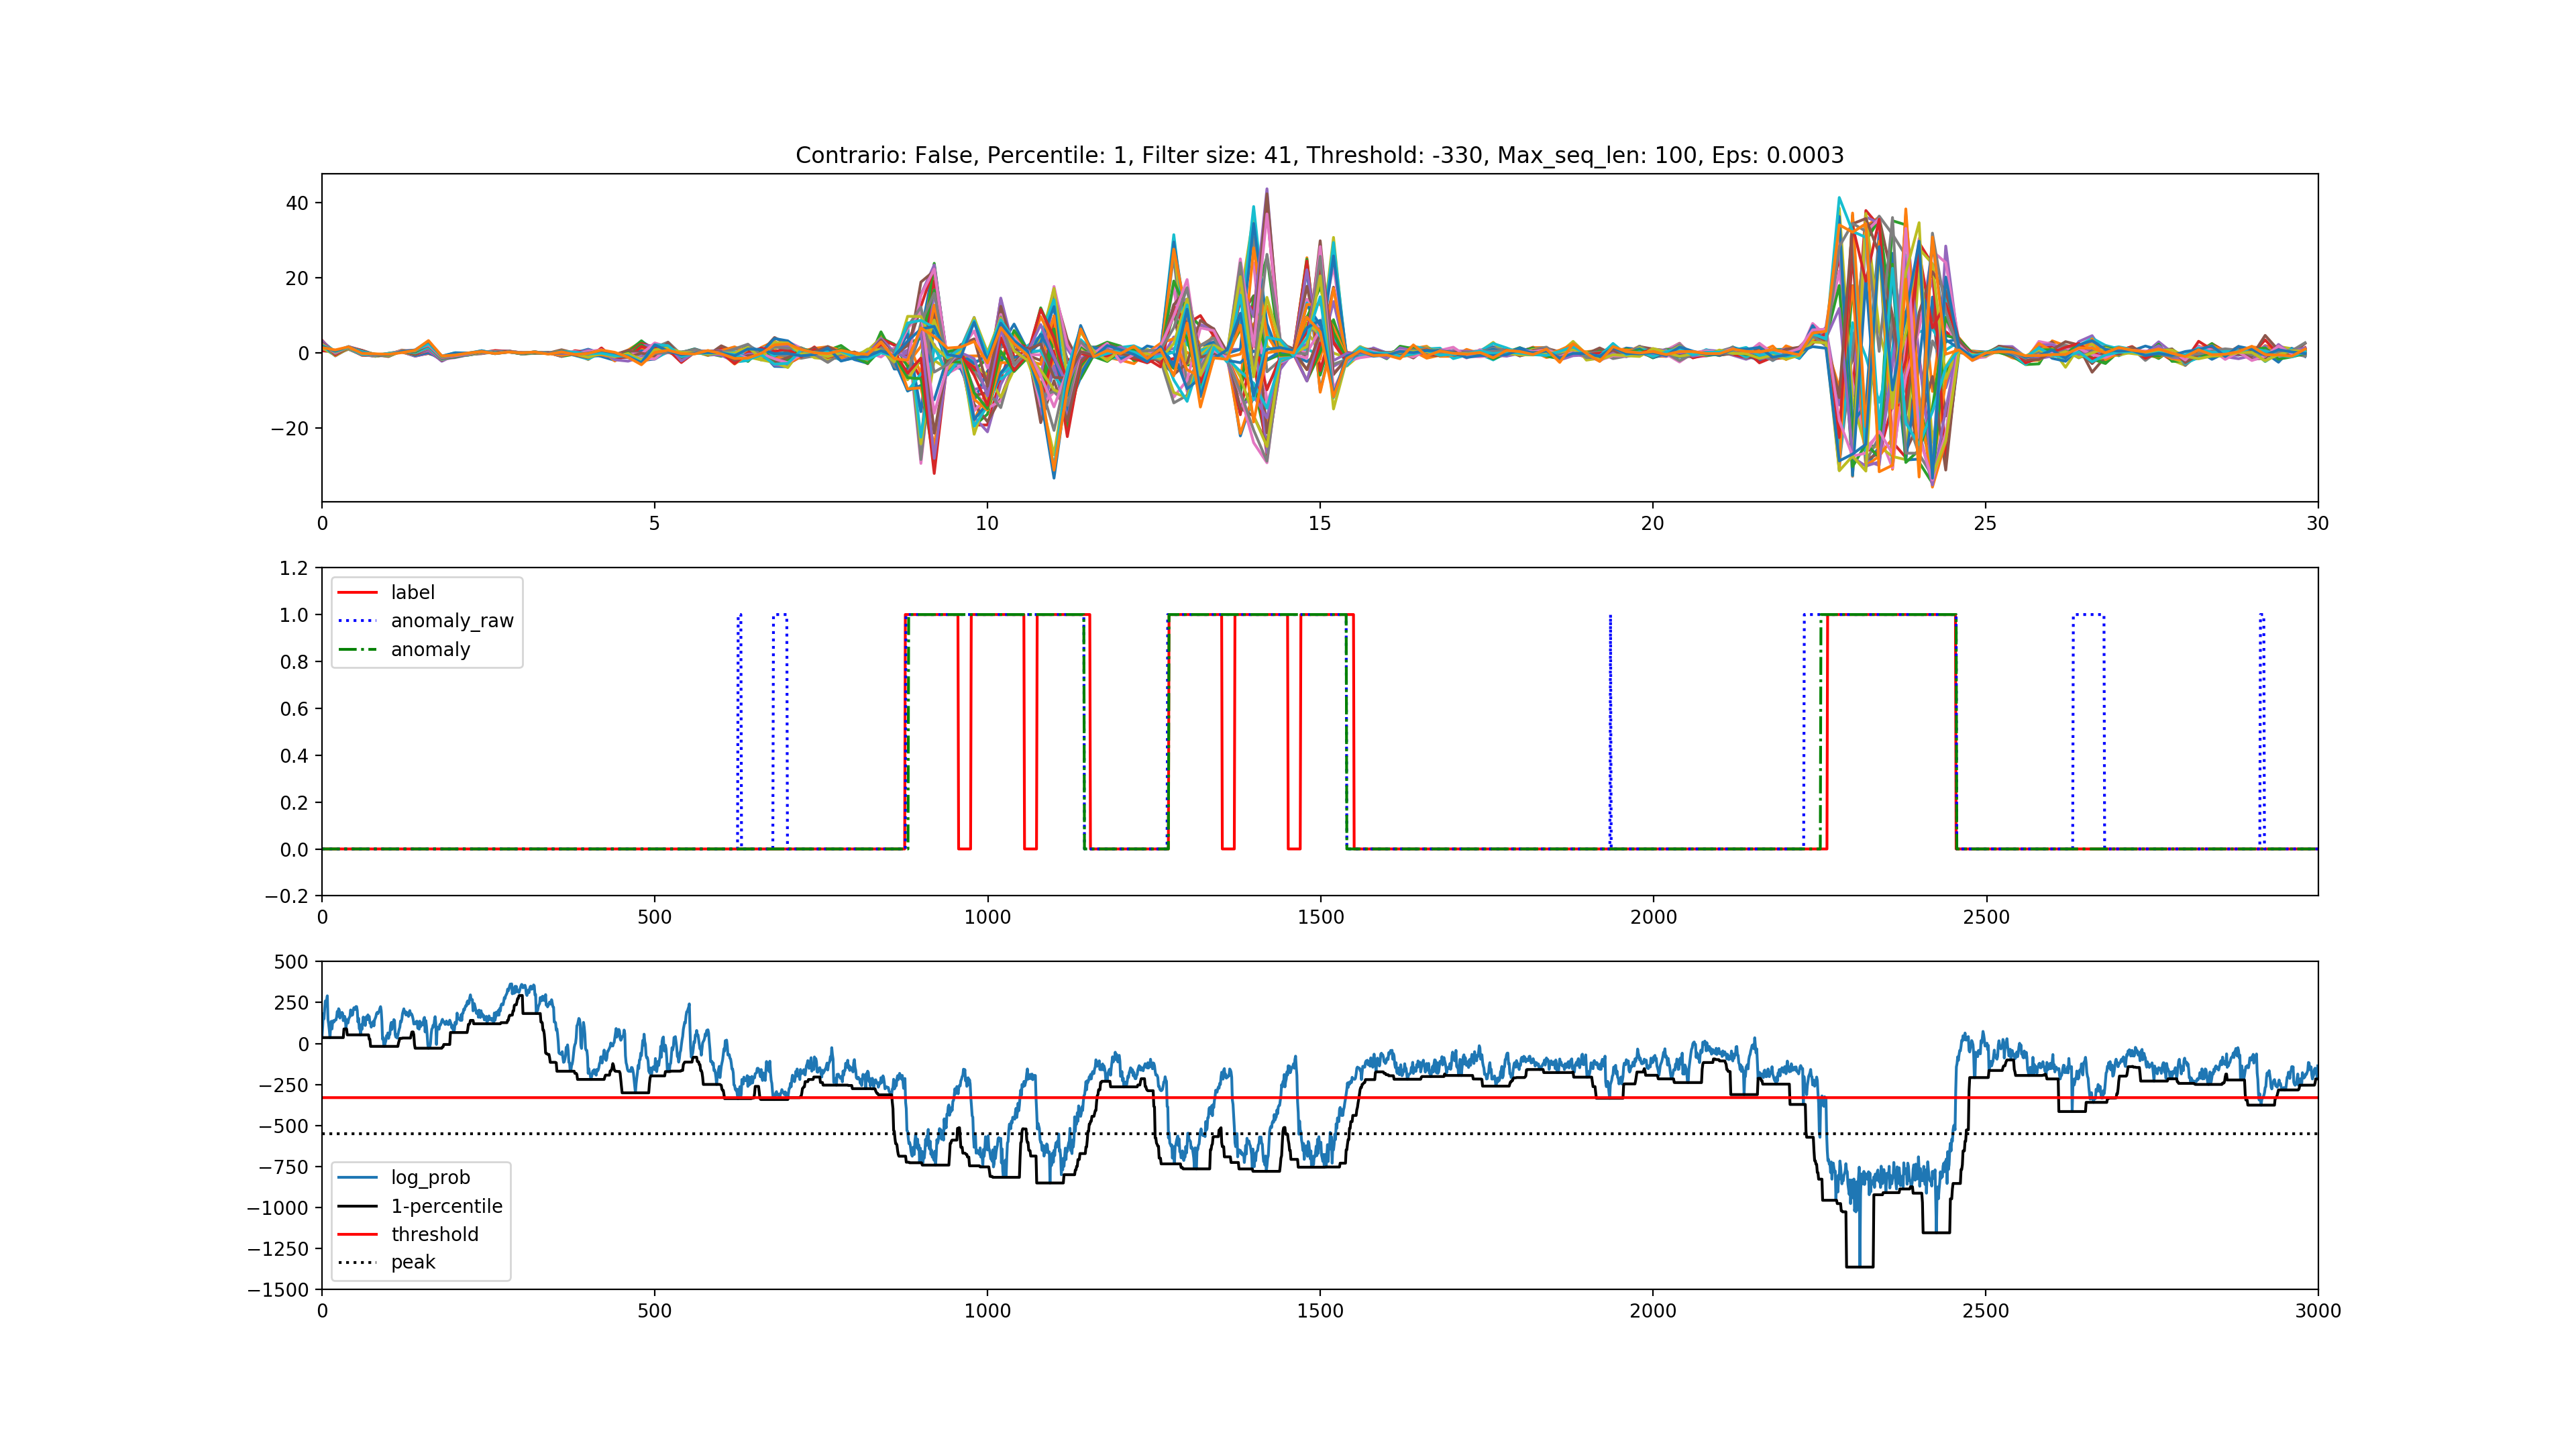 Contrario: False, Percentile: 1, Filter size: 41, Threshold: -330, Max_seq_len: 100, Eps: 0.0003
40
20
0
−20
0 5 10 15 20 25 30
1.2
1.0
0.8
0.6
0.4
0.2
0.0
−0.2
label
anomaly_raw
anomaly
0 500 1000 1500 2000 2500
500
250
0
−250
−500
−750
−1000
−1250
−1500
log_prob
1-percentile
threshold
peak
0 500 1000 1500 2000 2500 3000